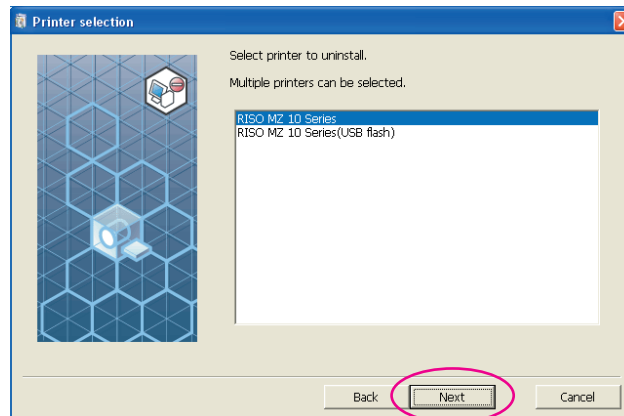 Printer selection
Select printer to uninstall.
Multiple printers can be selected.
RISO MZ 10 Series
RISO MZ 10 Series(USB flash)
Back
Next
Cancel